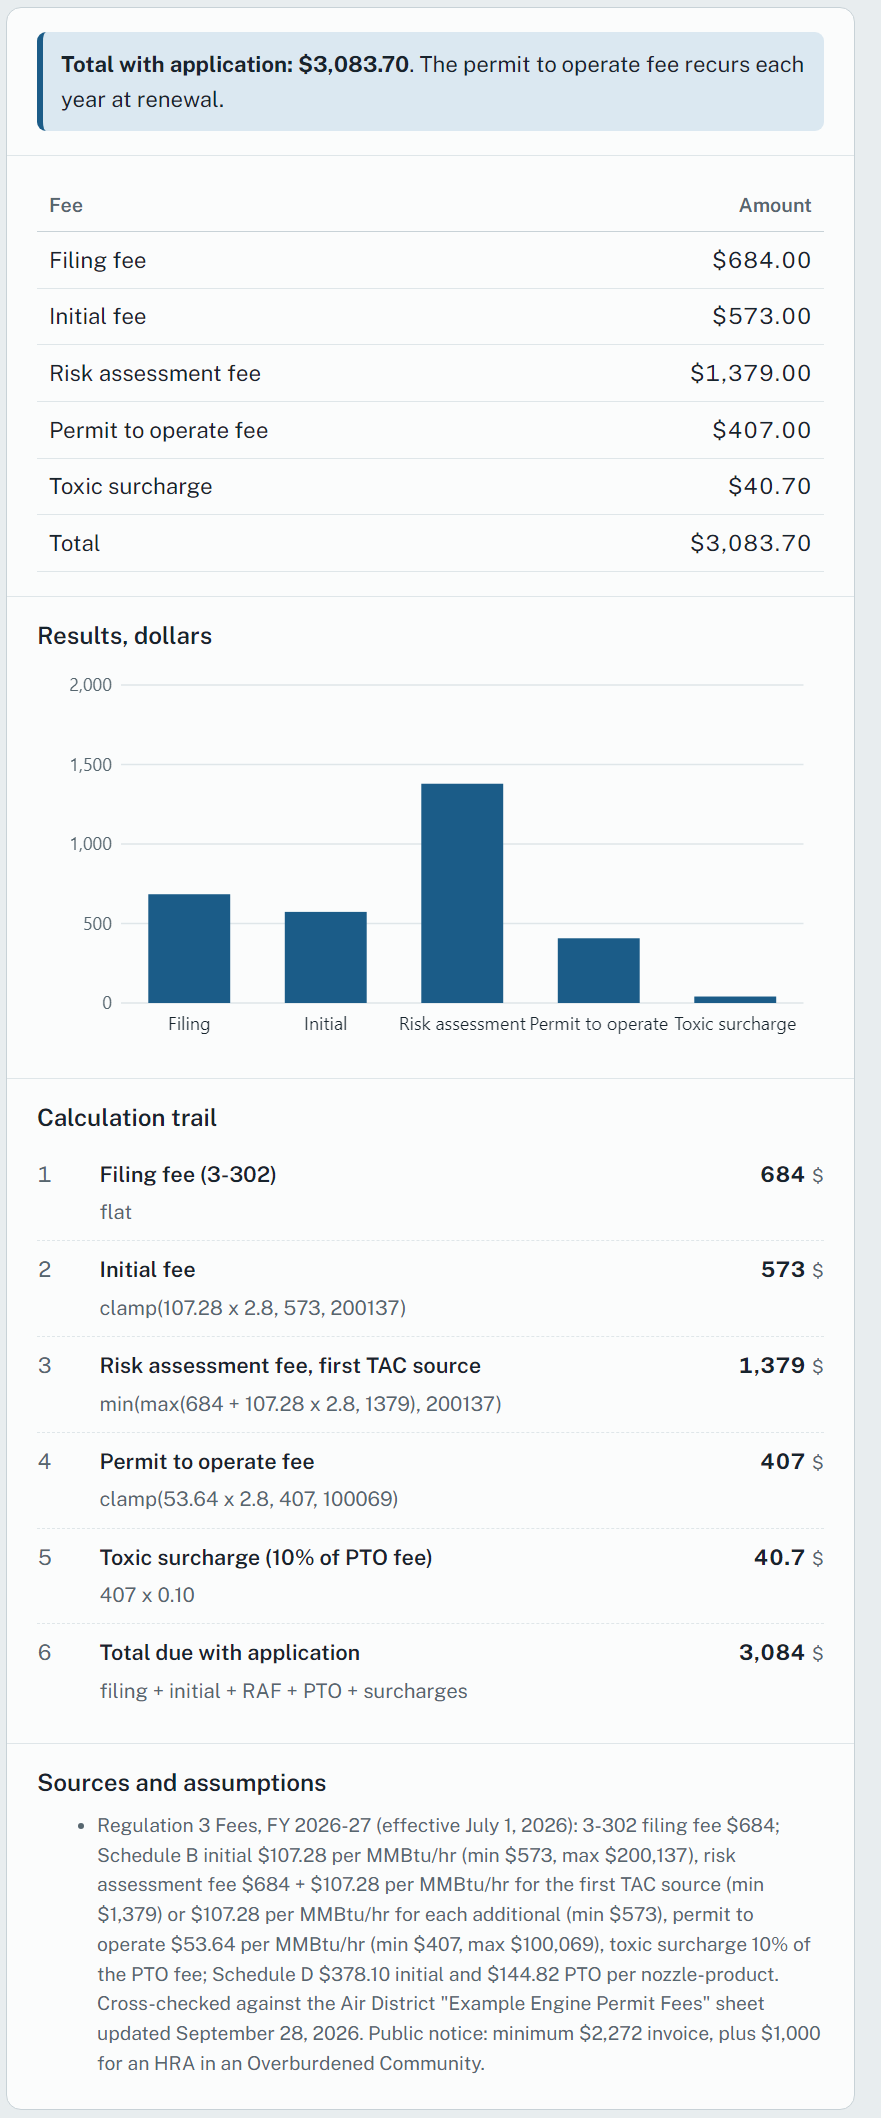 Total with application: $3,083.70. The permit to operate fee recurs each
year at renewal.
Fee Amount
Filing fee $684.00
Initial fee $573.00
Risk assessment fee $1,379.00
Permit to operate fee $407.00
Toxic surcharge $40.70
Total $3,083.70
Results, dollars
2,000
1,500
1,000
500
0
Filing Initial Risk assessment Permit to operate Toxic surcharge
Calculation trail
1 Filing fee (3-302) 684 $
flat
2 Initial fee 573 $
clamp(107.28 x 2.8, 573, 200137)
3 Risk assessment fee, first TAC source 1,379 $
min(max(684 + 107.28 x 2.8, 1379), 200137)
4 Permit to operate fee 407 $
clamp(53.64 x 2.8, 407, 100069)
5 Toxic surcharge (10% of PTO fee) 40.7 $
407 x 0.10
6 Total due with application 3,084 $
filing + initial + RAF + PTO + surcharges
Sources and assumptions
• Regulation 3 Fees, FY 2026-27 (effective July 1, 2026): 3-302 filing fee $684;
Schedule B initial $107.28 per MMBtu/hr (min $573, max $200,137), risk
assessment fee $684 + $107.28 per MMBtu/hr for the first TAC source (min
$1,379) or $107.28 per MMBtu/hr for each additional (min $573), permit to
operate $53.64 per MMBtu/hr (min $407, max $100,069), toxic surcharge 10% of
the PTO fee; Schedule D $378.10 initial and $144.82 PTO per nozzle-product.
Cross-checked against the Air District "Example Engine Permit Fees" sheet
updated September 28, 2026. Public notice: minimum $2,272 invoice, plus $1,000
for an HRA in an Overburdened Community.